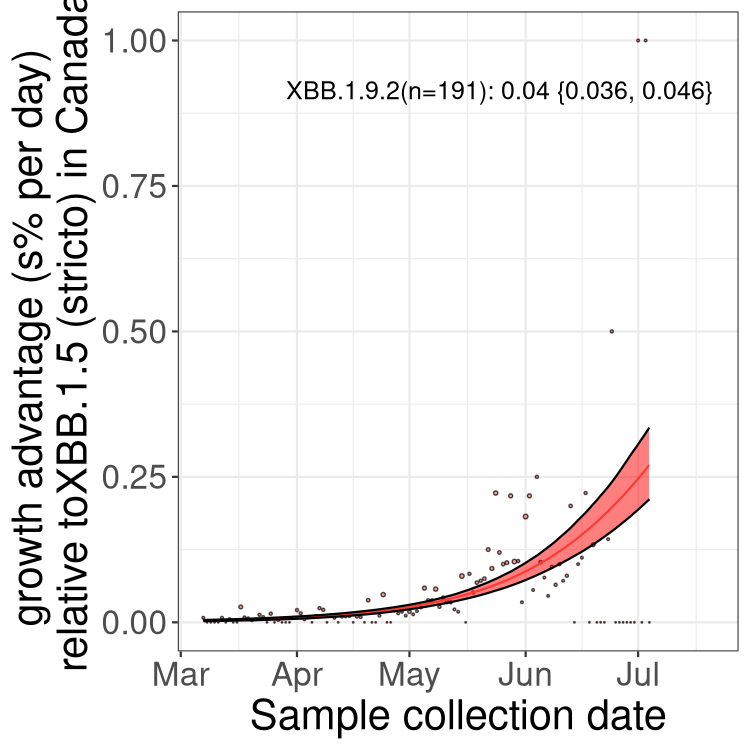 growth advantage (s% per day)
relative toXBB.1.5 (stricto) in Canada
1.00
0.75
0.50
0.25
0.00
XBB.1.9.2(n=191): 0.04 {0.036, 0.046}
Mar Apr May Jun Jul
Sample collection date